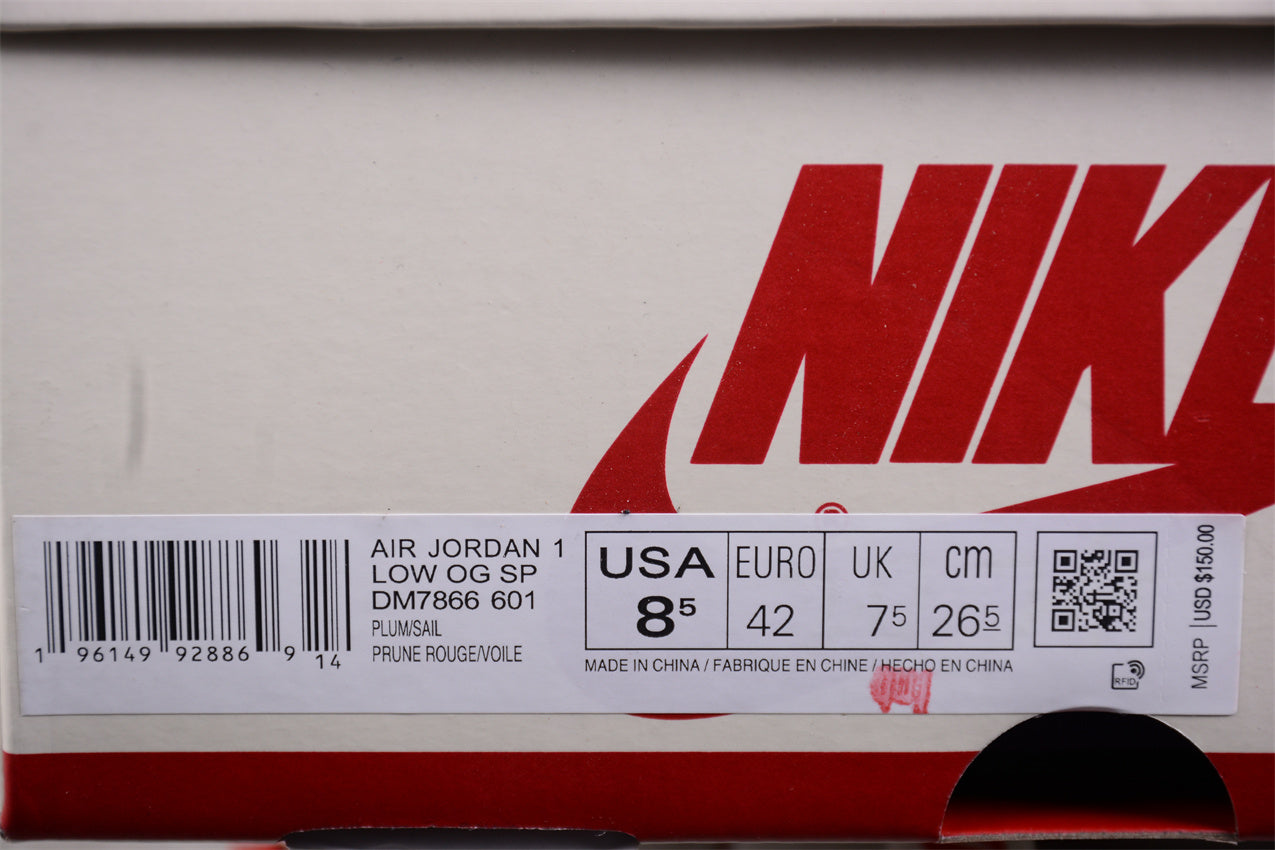 NIKE
®
AIR JORDAN 1
LOW OG SP
DM7866 601
PLUM/SAIL
PRUNE ROUGE/VOILE
1 96149 92886 9 14
USA EURO UK cm
8⁵ 42 7⁵ 26⁵
MADE IN CHINA / FABRIQUE EN CHINE / HECHO EN CHINA
RFID
MSRP USD $150.00